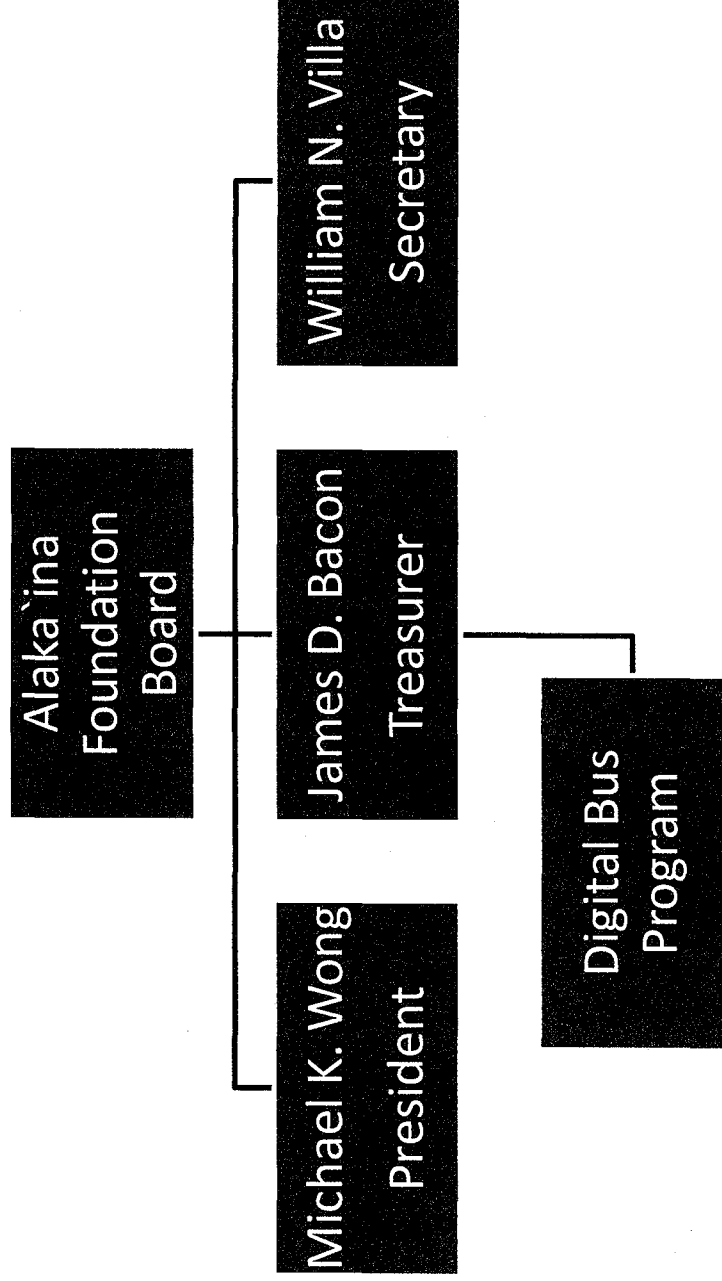 Alaka`ina
Foundation
Board
Michael K. Wong
President
James D. Bacon
Treasurer
William N. Villa
Secretary
Digital Bus
Program